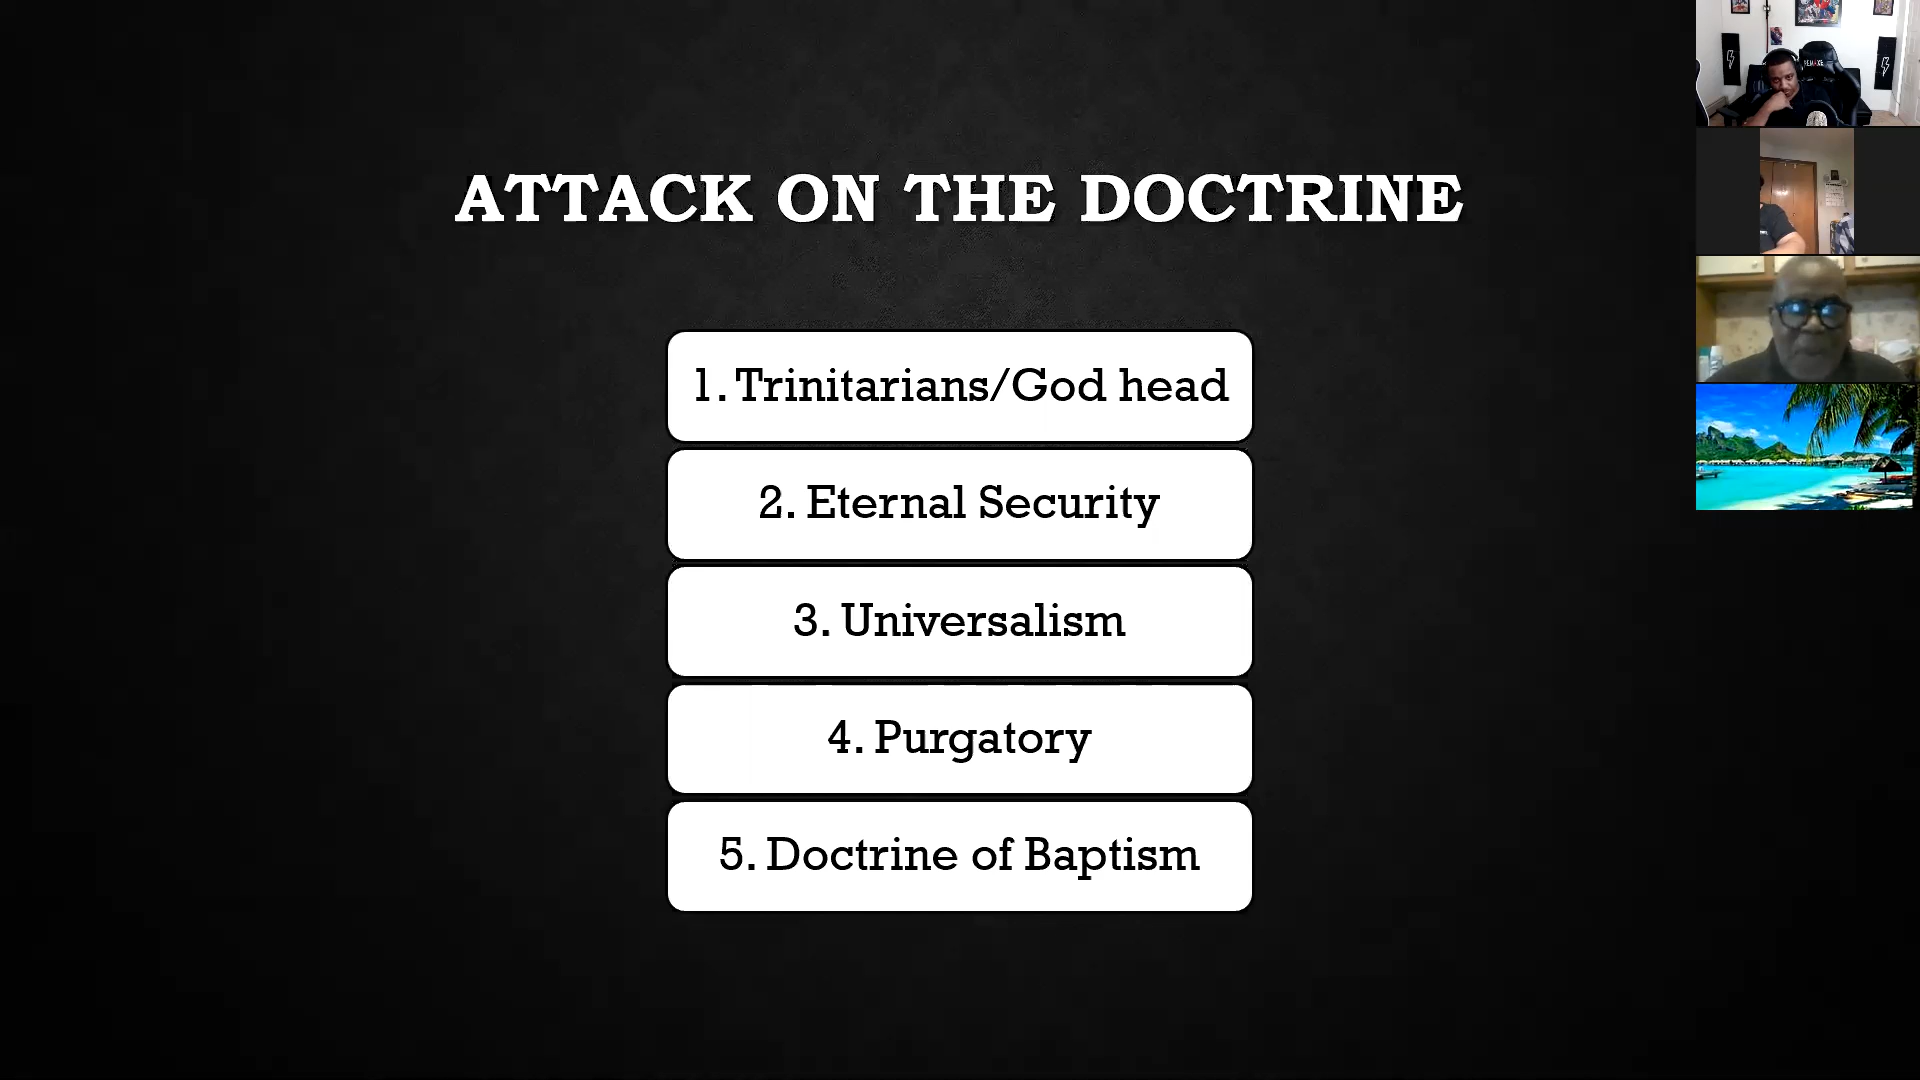 ATTACK ON THE DOCTRINE
1. Trinitarians/God head
2. Eternal Security
3. Universalism
4. Purgatory
5. Doctrine of Baptism